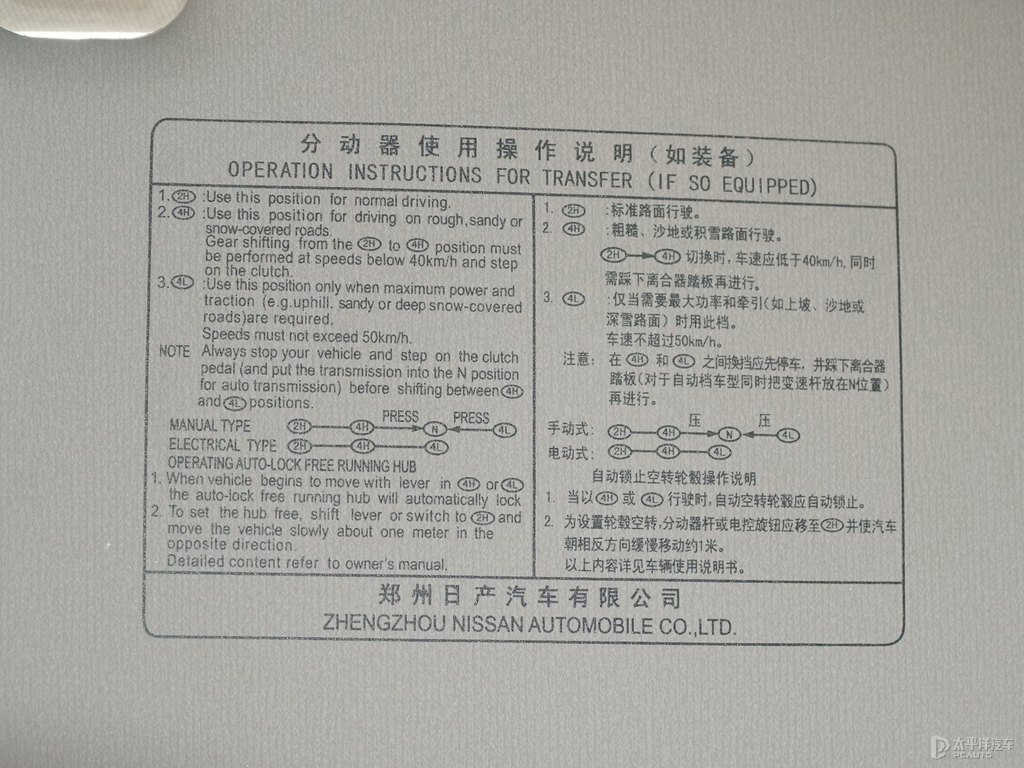 分动器使用操作说明（如装备）
OPERATION INSTRUCTIONS FOR TRANSFER (IF SO EQUIPPED)
1. 2H :Use this position for normal driving.
2. 4H :Use this position for driving on rough,sandy or
snow-covered roads.
Gear shifting from the 2H to 4H position must
be performed at speeds below 40km/h and step
on the clutch.
3. 4L :Use this position only when maximum power and
traction (e.g.uphill. sandy or deep snow-covered
roads)are required.
Speeds must not exceed 50km/h.
NOTE Always stop your vehicle and step on the clutch
pedal (and put the transmission into the N position
for auto transmission) before shifting between 4H
and 4L positions.
PRESS PRESS
MANUAL TYPE 2H 4H N 4L
ELECTRICAL TYPE 2H 4H 4L
OPERATING AUTO-LOCK FREE RUNNING HUB
1. When vehicle begins to move with lever in 4H or 4L
the auto-lock free running hub will automatically lock
2. To set the hub free, shift lever or switch to 2H and
move the vehicle slowly about one meter in the
opposite direction.
Detailed content refer to owner's manual.
1. 2H :标准路面行驶。
2. 4H :粗糙、沙地或积雪路面行驶。
2H 4H 切换时,车速应低于40km/h,同时
需踩下离合器踏板再进行。
3. 4L :仅当需要最大功率和牵引(如上坡、沙地或
深雪路面)时用此档。
车速不超过50km/h。
注意: 在 4H 和 4L 之间换挡应先停车,并踩下离合器
踏板(对于自动档车型同时把变速杆放在N位置)
再进行。
压 压
手动式: 2H 4H N 4L
电动式: 2H 4H 4L
自动锁止空转轮毂操作说明
1. 当以 4H 或 4L 行驶时,自动空转轮毂应自动锁止。
2. 为设置轮毂空转,分动器杆或电控旋钮应移至 2H 并使汽车
朝相反方向缓慢移动约1米。
以上内容详见车辆使用说明书。
郑州日产汽车有限公司
ZHENGZHOU NISSAN AUTOMOBILE CO.,LTD.
太平洋汽车
PCAUTO